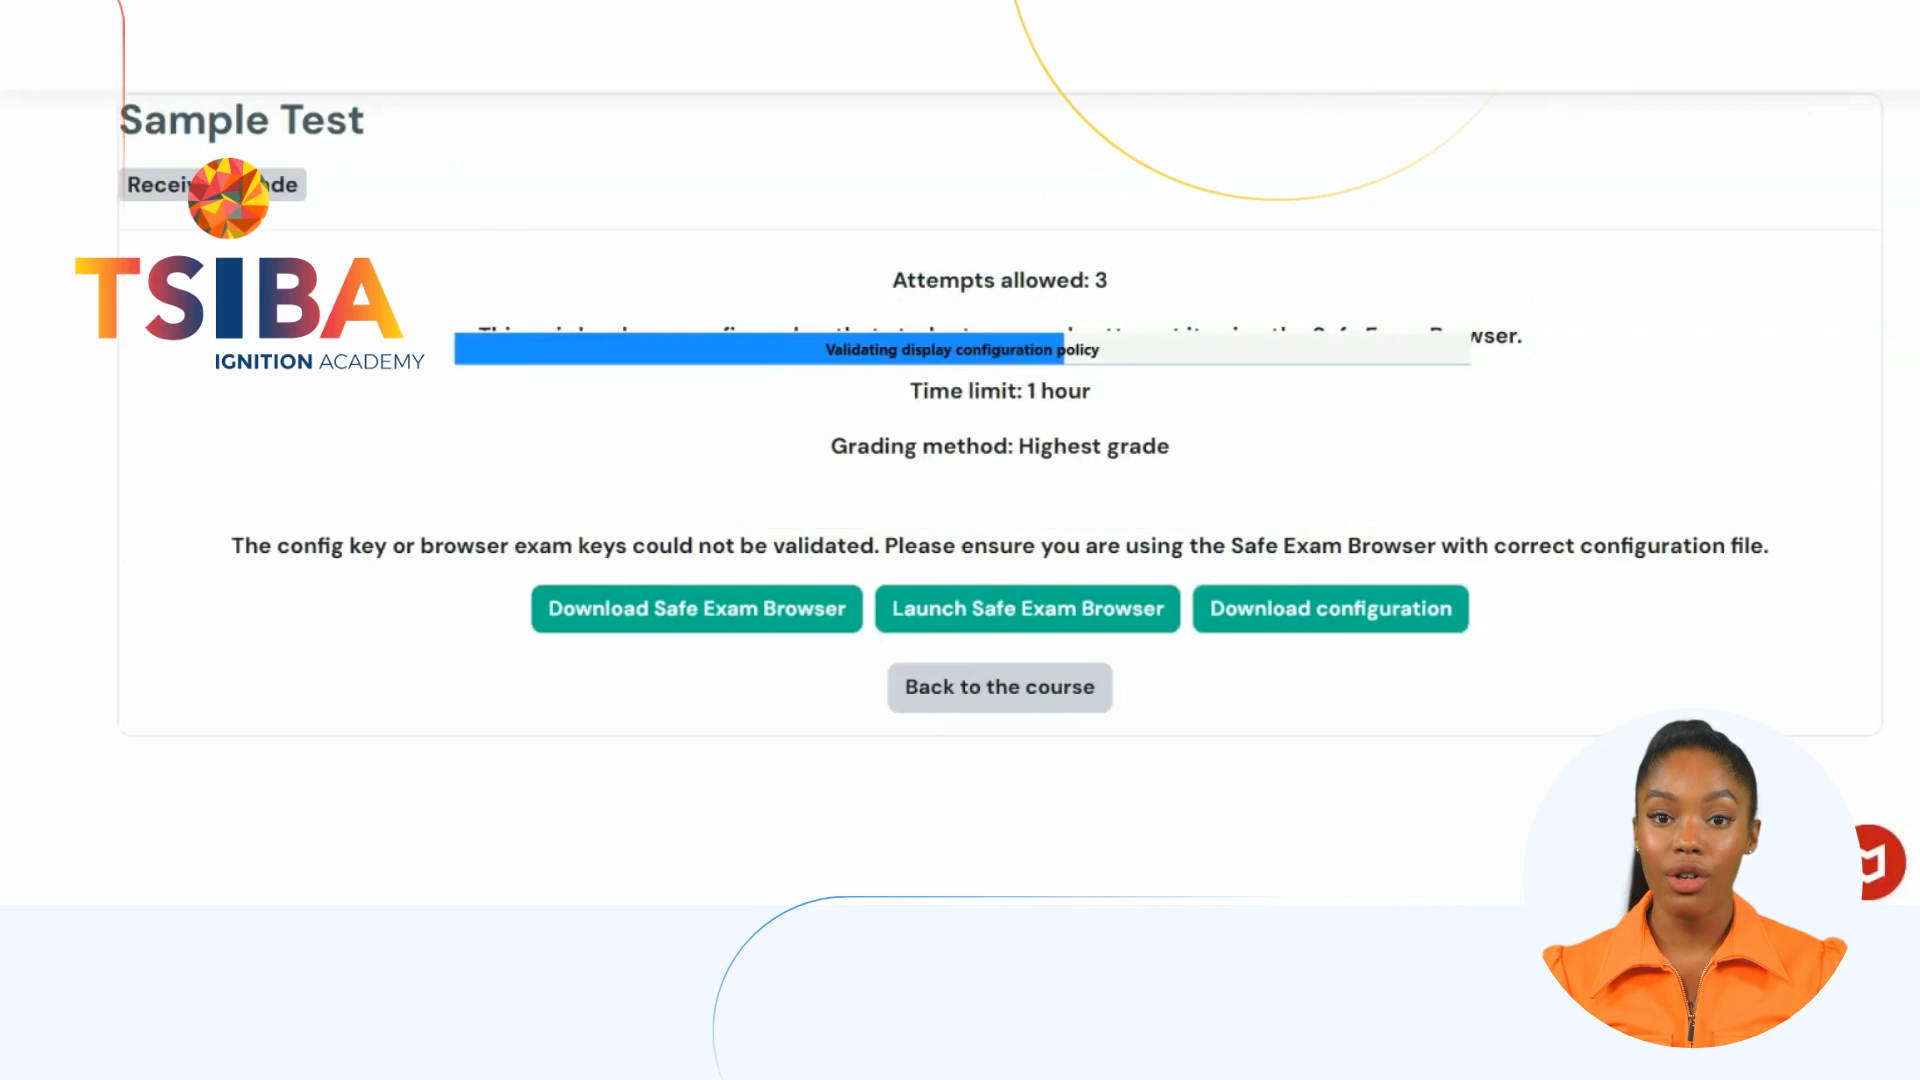 Sample Test
TSIBA
IGNITION ACADEMY
Attempts allowed: 3
Validating display configuration policy
Time limit: 1 hour
Grading method: Highest grade
The config key or browser exam keys could not be validated. Please ensure you are using the Safe Exam Browser with correct configuration file.
Download Safe Exam Browser
Launch Safe Exam Browser
Download configuration
Back to the course